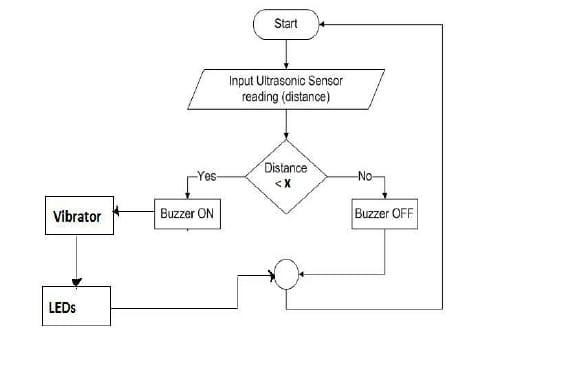 Start
Input Ultrasonic Sensor
reading (distance)
Distance
< X
Yes
No
Vibrator
Buzzer ON
Buzzer OFF
LEDs